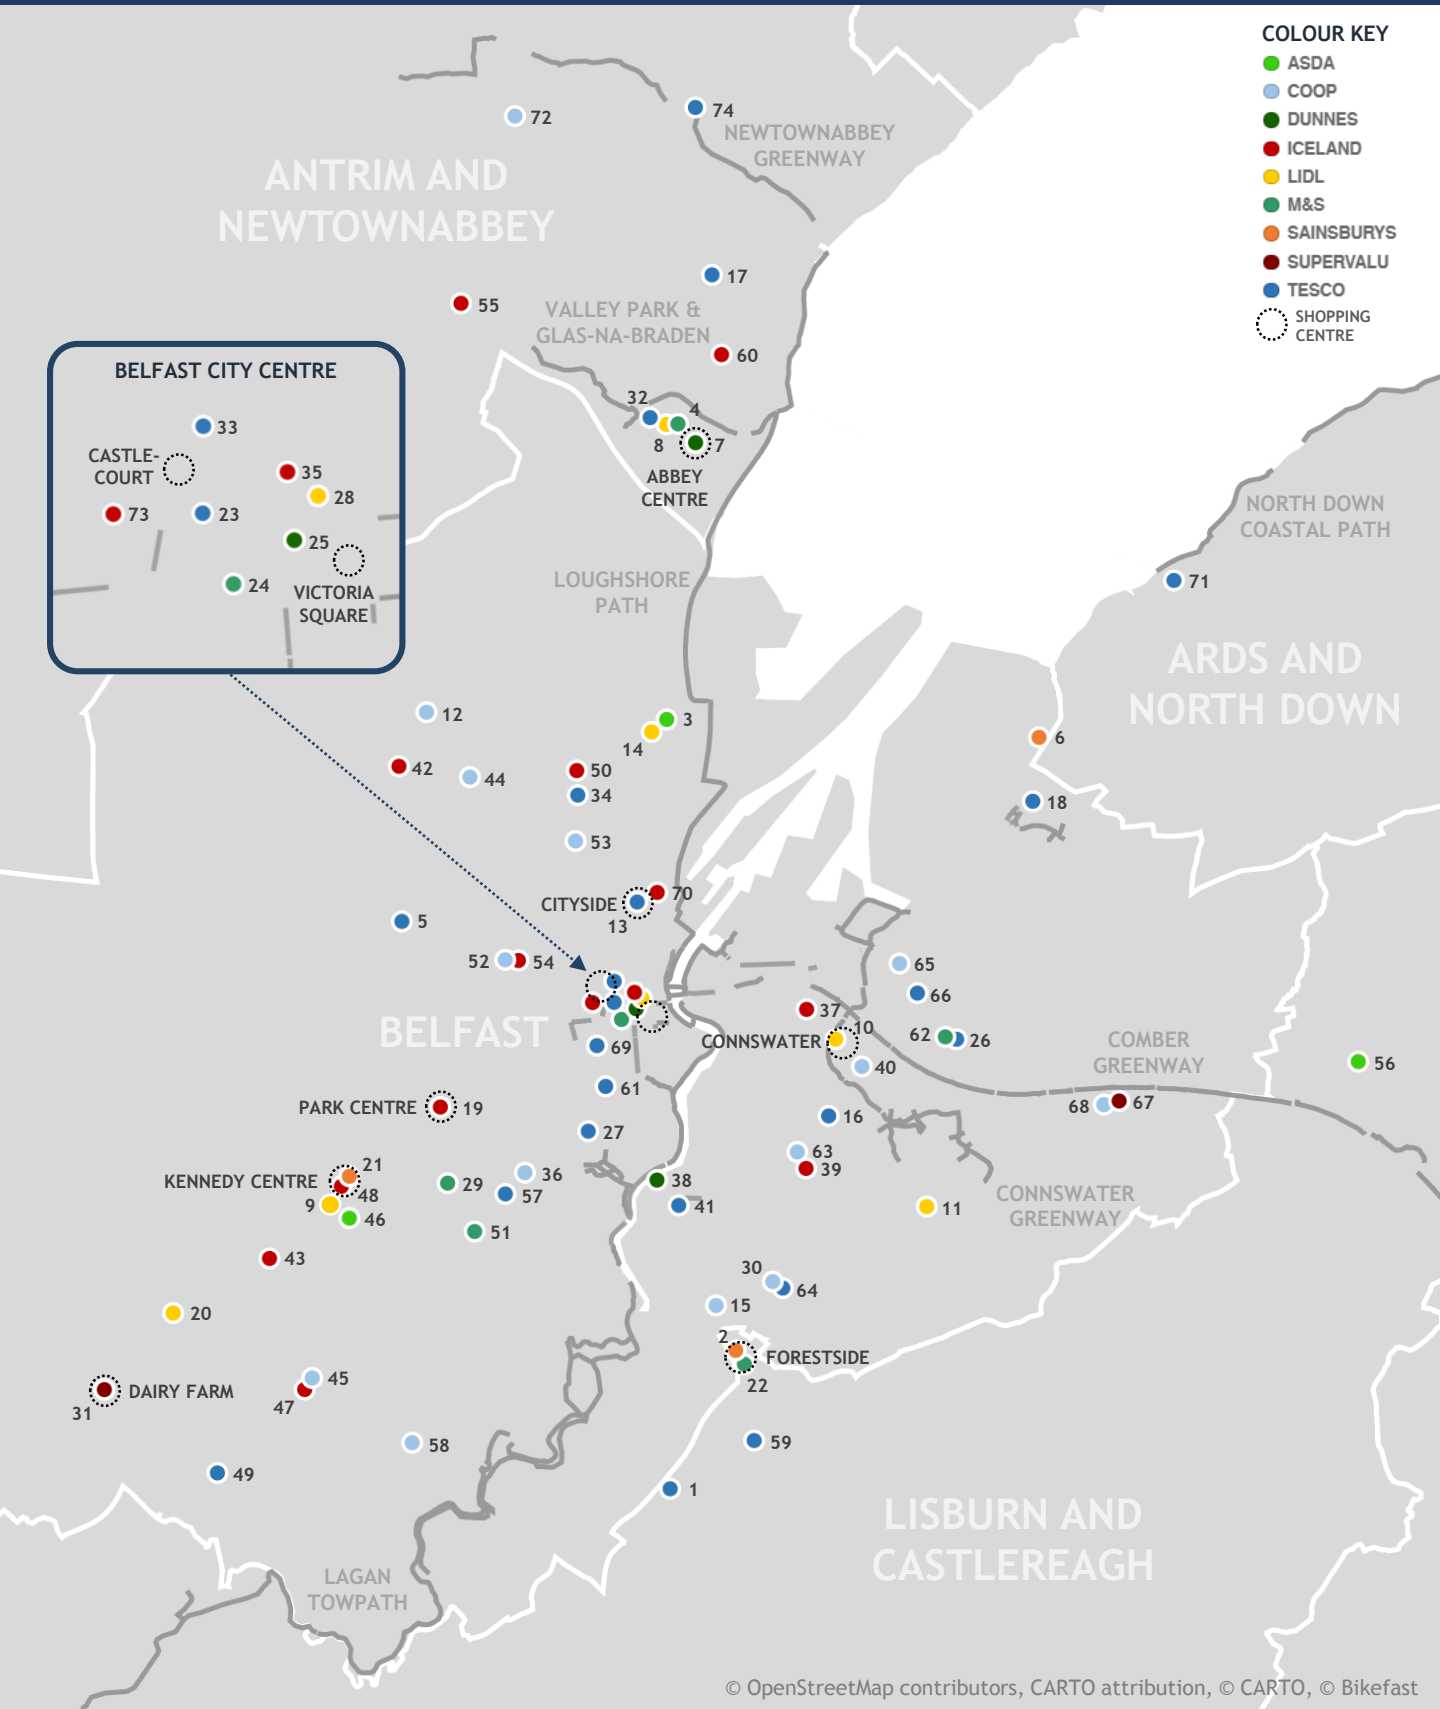 COLOUR KEY
ASDA
COOP
DUNNES
ICELAND
LIDL
M&S
SAINSBURYS
SUPERVALU
TESCO
SHOPPING
CENTRE
72
74
NEWTOWNABBEY
GREENWAY
ANTRIM AND
NEWTOWNABBEY
17
55
VALLEY PARK &
GLAS-NA-BRADEN
60
32
4
8
7
ABBEY
CENTRE
BELFAST CITY CENTRE
33
CASTLE-
COURT
35
28
73
23
25
24
VICTORIA
SQUARE
NORTH DOWN
COASTAL PATH
71
LOUGHSHORE
PATH
ARDS AND
NORTH DOWN
12
3
14
6
42
44
50
34
18
53
CITYSIDE
70
13
5
52
54
65
66
37
10
BELFAST
CONNSWATER
62
26
69
40
COMBER
GREENWAY
56
61
PARK CENTRE
19
68
67
16
27
63
39
21
KENNEDY CENTRE
48
29
36
57
38
9
46
41
11
CONNSWATER
GREENWAY
51
43
30
64
20
15
2
FORESTSIDE
22
45
DAIRY FARM
31
47
58
59
49
1
LISBURN AND
CASTLEREAGH
LAGAN
TOWPATH
© OpenStreetMap contributors, CARTO attribution, © CARTO, © Bikefast